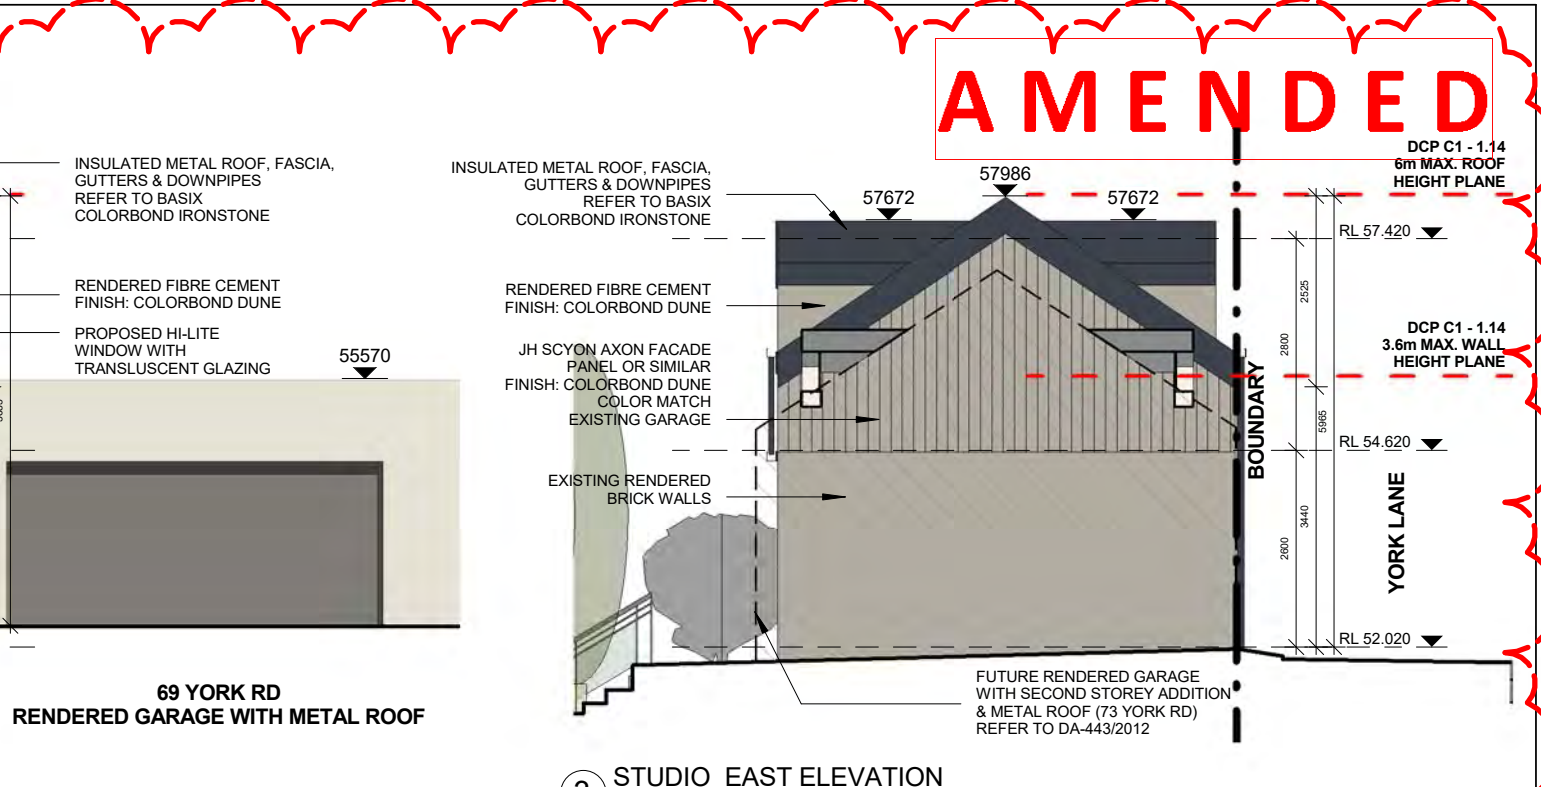 AMENDED
INSULATED METAL ROOF, FASCIA,
GUTTERS & DOWNPIPES
REFER TO BASIX
COLORBOND IRONSTONE
RENDERED FIBRE CEMENT
FINISH: COLORBOND DUNE
PROPOSED HI-LITE
WINDOW WITH
TRANSLUSCENT GLAZING
55570
69 YORK RD
RENDERED GARAGE WITH METAL ROOF
INSULATED METAL ROOF, FASCIA,
GUTTERS & DOWNPIPES
REFER TO BASIX
COLORBOND IRONSTONE
RENDERED FIBRE CEMENT
FINISH: COLORBOND DUNE
JH SCYON AXON FACADE
PANEL OR SIMILAR
FINISH: COLORBOND DUNE
COLOR MATCH
EXISTING GARAGE
EXISTING RENDERED
BRICK WALLS
57672
57986
57672
DCP C1 - 1.14
6m MAX. ROOF
HEIGHT PLANE
RL 57.420
2525
2800
DCP C1 - 1.14
3.6m MAX. WALL
HEIGHT PLANE
5965
BOUNDARY
RL 54.620
3440
2600
YORK LANE
RL 52.020
FUTURE RENDERED GARAGE
WITH SECOND STOREY ADDITION
& METAL ROOF (73 YORK RD)
REFER TO DA-443/2012
STUDIO EAST ELEVATION